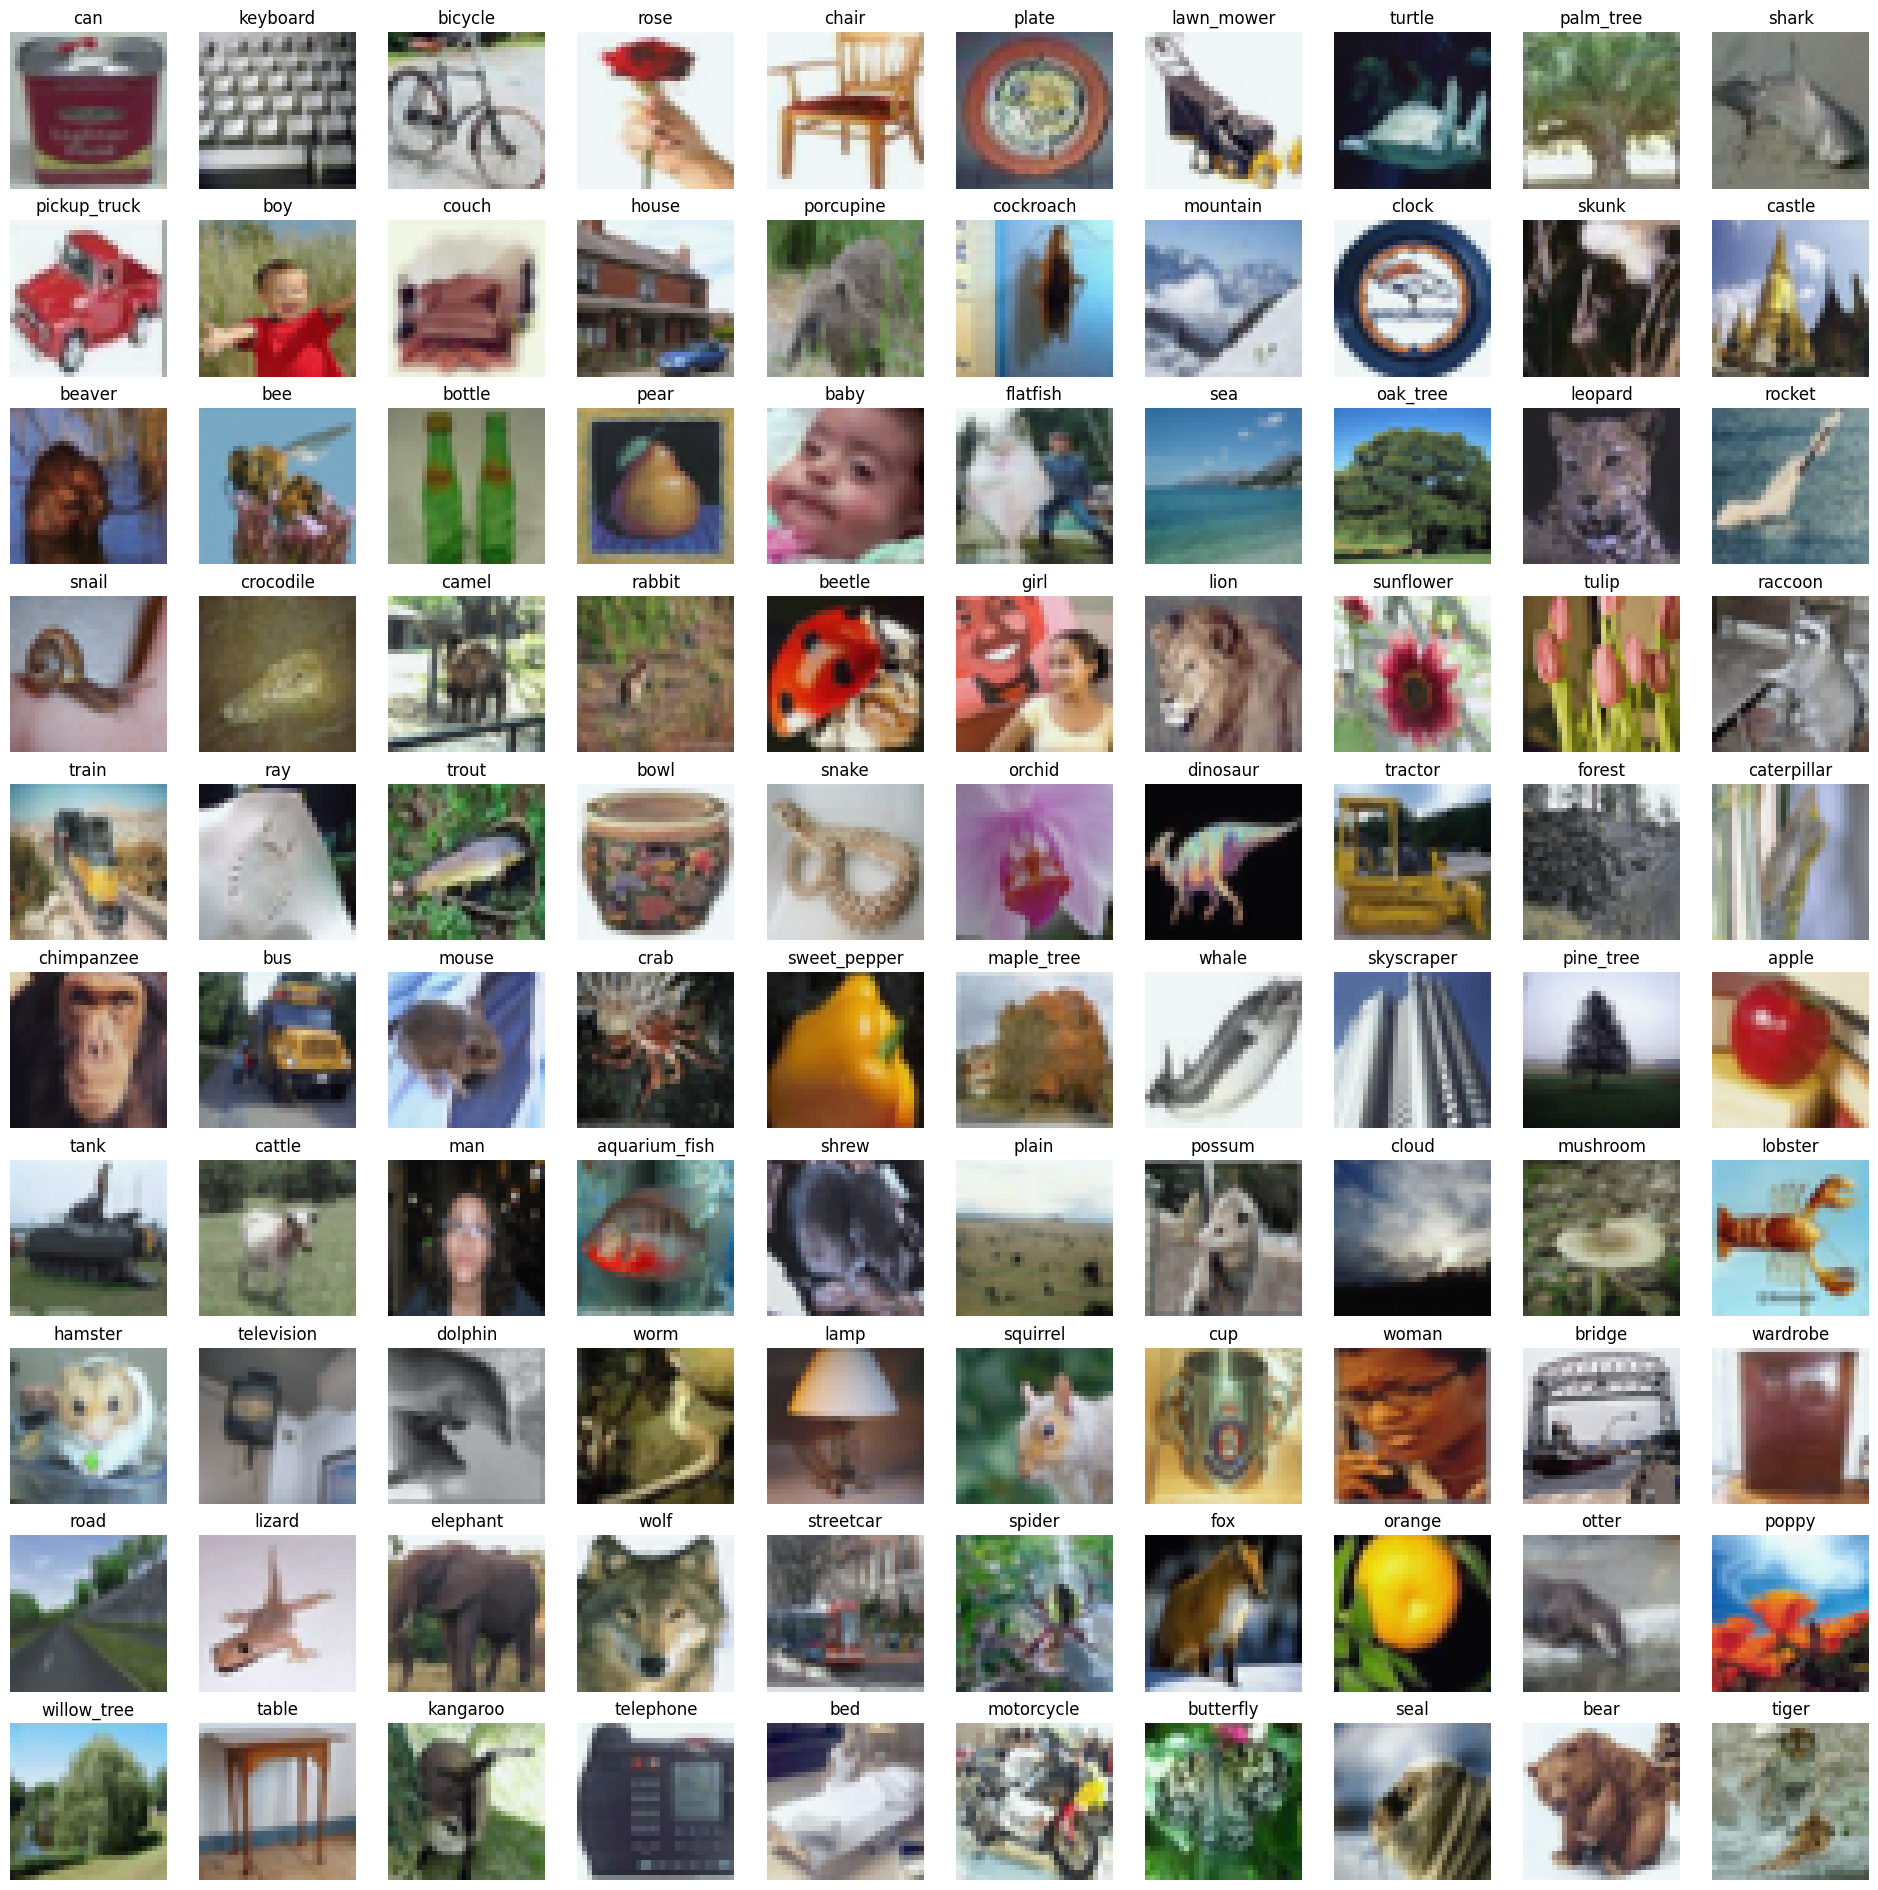 can keyboard bicycle rose chair plate lawn_mower turtle palm_tree shark
pickup_truck boy couch house porcupine cockroach mountain clock skunk castle
beaver bee bottle pear baby flatfish sea oak_tree leopard rocket
snail crocodile camel rabbit beetle girl lion sunflower tulip raccoon
train ray trout bowl snake orchid dinosaur tractor forest caterpillar
chimpanzee bus mouse crab sweet_pepper maple_tree whale skyscraper pine_tree apple
tank cattle man aquarium_fish shrew plain possum cloud mushroom lobster
hamster television dolphin worm lamp squirrel cup woman bridge wardrobe
road lizard elephant wolf streetcar spider fox orange otter poppy
willow_tree table kangaroo telephone bed motorcycle butterfly seal bear tiger